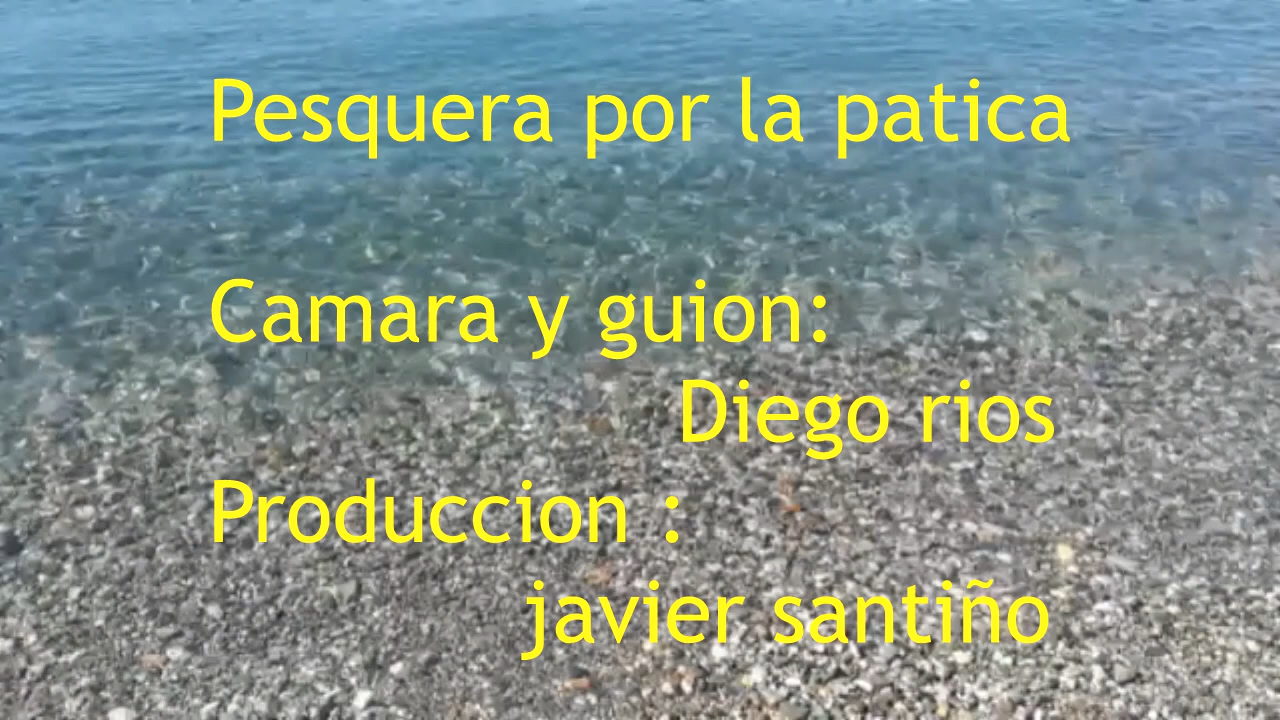 Pesquera por la patica
Camara y guion:
Diego rios
Produccion :
javier santiño